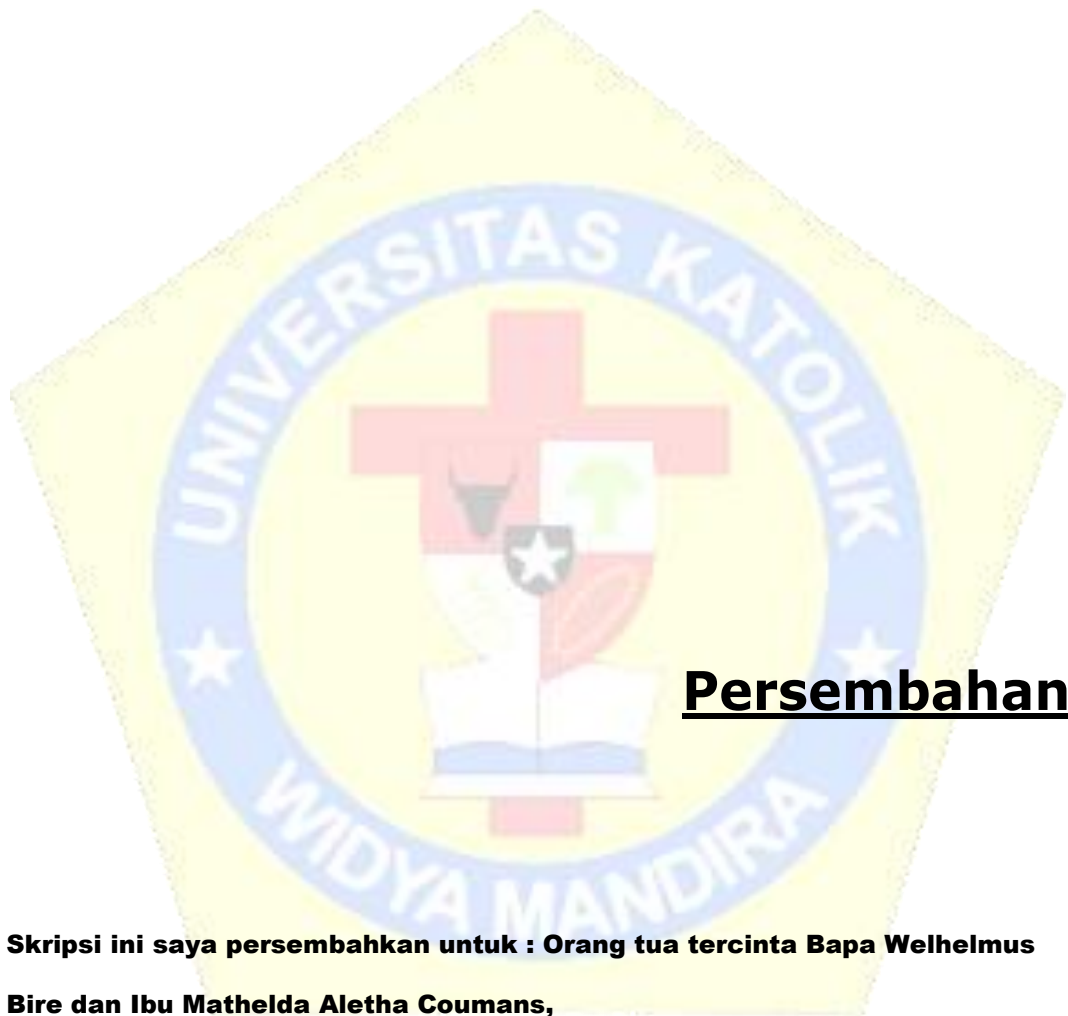 UNIVERSITAS KATOLIK
WIDYA MANDIRA
Persembahan
Skripsi ini saya persembahkan untuk : Orang tua tercinta Bapa Welhelmus
Bire dan Ibu Mathelda Aletha Coumans,